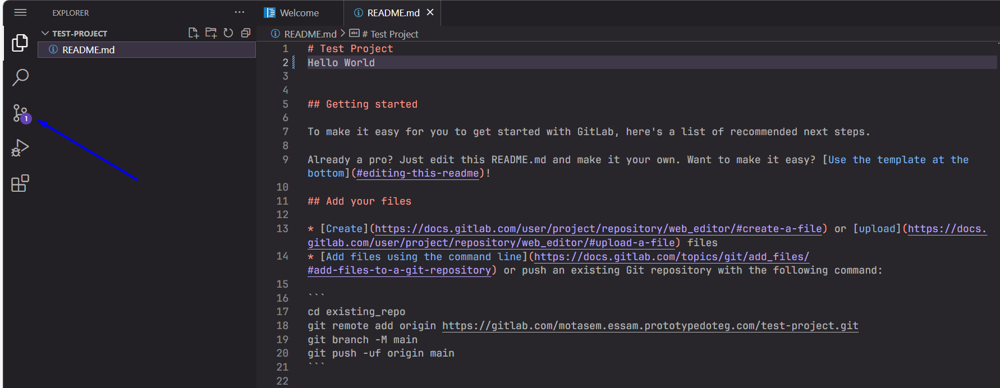 EXPLORER
TEST-PROJECT
README.md
1
Welcome
README.md
README.md > abc # Test Project
1 # Test Project
2 Hello World
3
4
5 ## Getting started
6
7 To make it easy for you to get started with GitLab, here's a list of recommended next steps.
8
9 Already a pro? Just edit this README.md and make it your own. Want to make it easy? [Use the template at the
bottom](#editing-this-readme)!
10
11 ## Add your files
12
13 * [Create](https://docs.gitlab.com/user/project/repository/web_editor/#create-a-file) or [upload](https://docs.
gitlab.com/user/project/repository/web_editor/#upload-a-file) files
14 * [Add files using the command line](https://docs.gitlab.com/topics/git/add_files/
#add-files-to-a-git-repository) or push an existing Git repository with the following command:
15
16 ```
17 cd existing_repo
18 git remote add origin https://gitlab.com/motasem.essam.prototypedoteg.com/test-project.git
19 git branch -M main
20 git push -uf origin main
21 ```
22